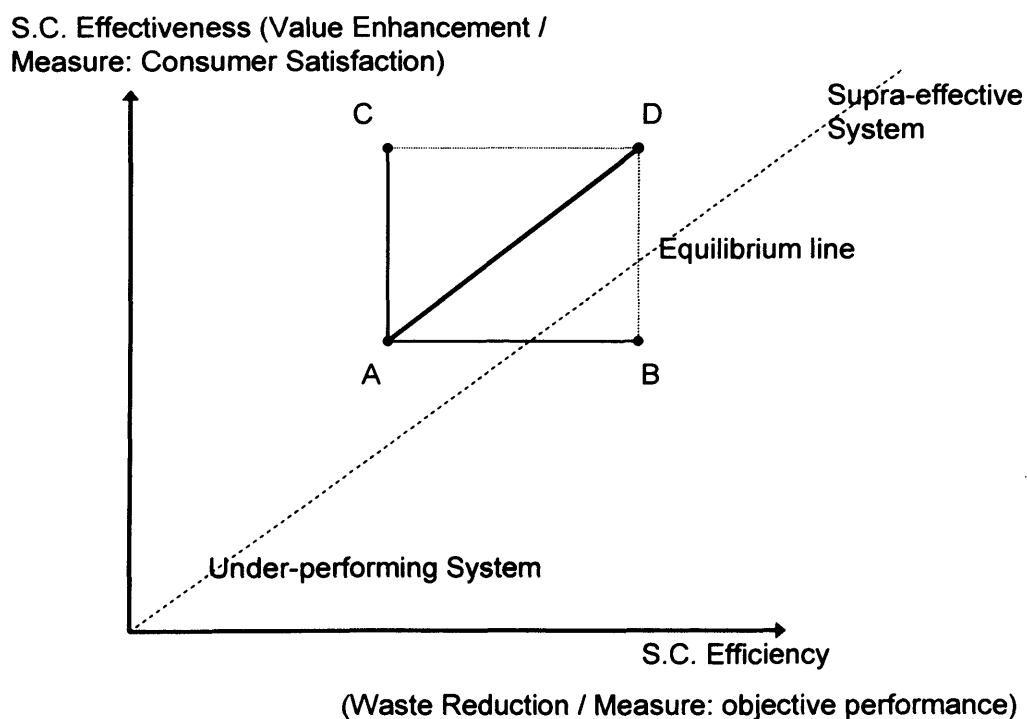 S.C. Effectiveness (Value Enhancement /
Measure: Consumer Satisfaction)
C
D
Supra-effective
System
Equilibrium line
A
B
Under-performing System
S.C. Efficiency
(Waste Reduction / Measure: objective performance)